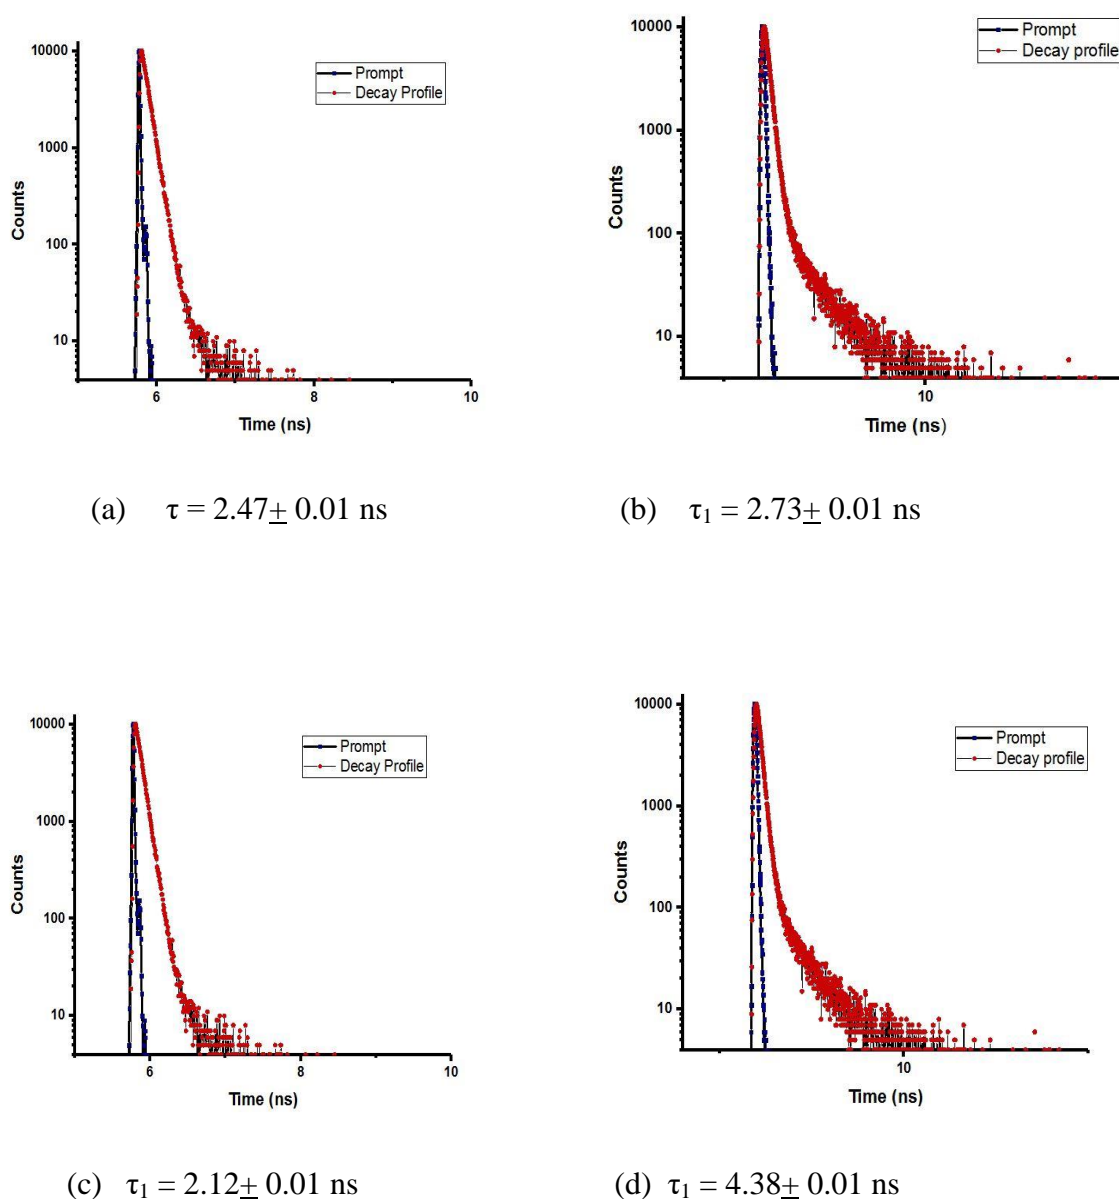 10000
1000
100
10
Counts
6
8
10
Time (ns)
Prompt
Decay Profile
10000
1000
100
10
Counts
10
Time (ns)
Prompt
Decay profile
(a) τ = 2.47± 0.01 ns
(b) τ₁ = 2.73± 0.01 ns
10000
1000
100
10
Counts
6
8
10
Time (ns)
Prompt
Decay Profile
10000
1000
100
10
Counts
10
Time (ns)
Prompt
Decay profile
(c) τ₁ = 2.12± 0.01 ns
(d) τ₁ = 4.38± 0.01 ns